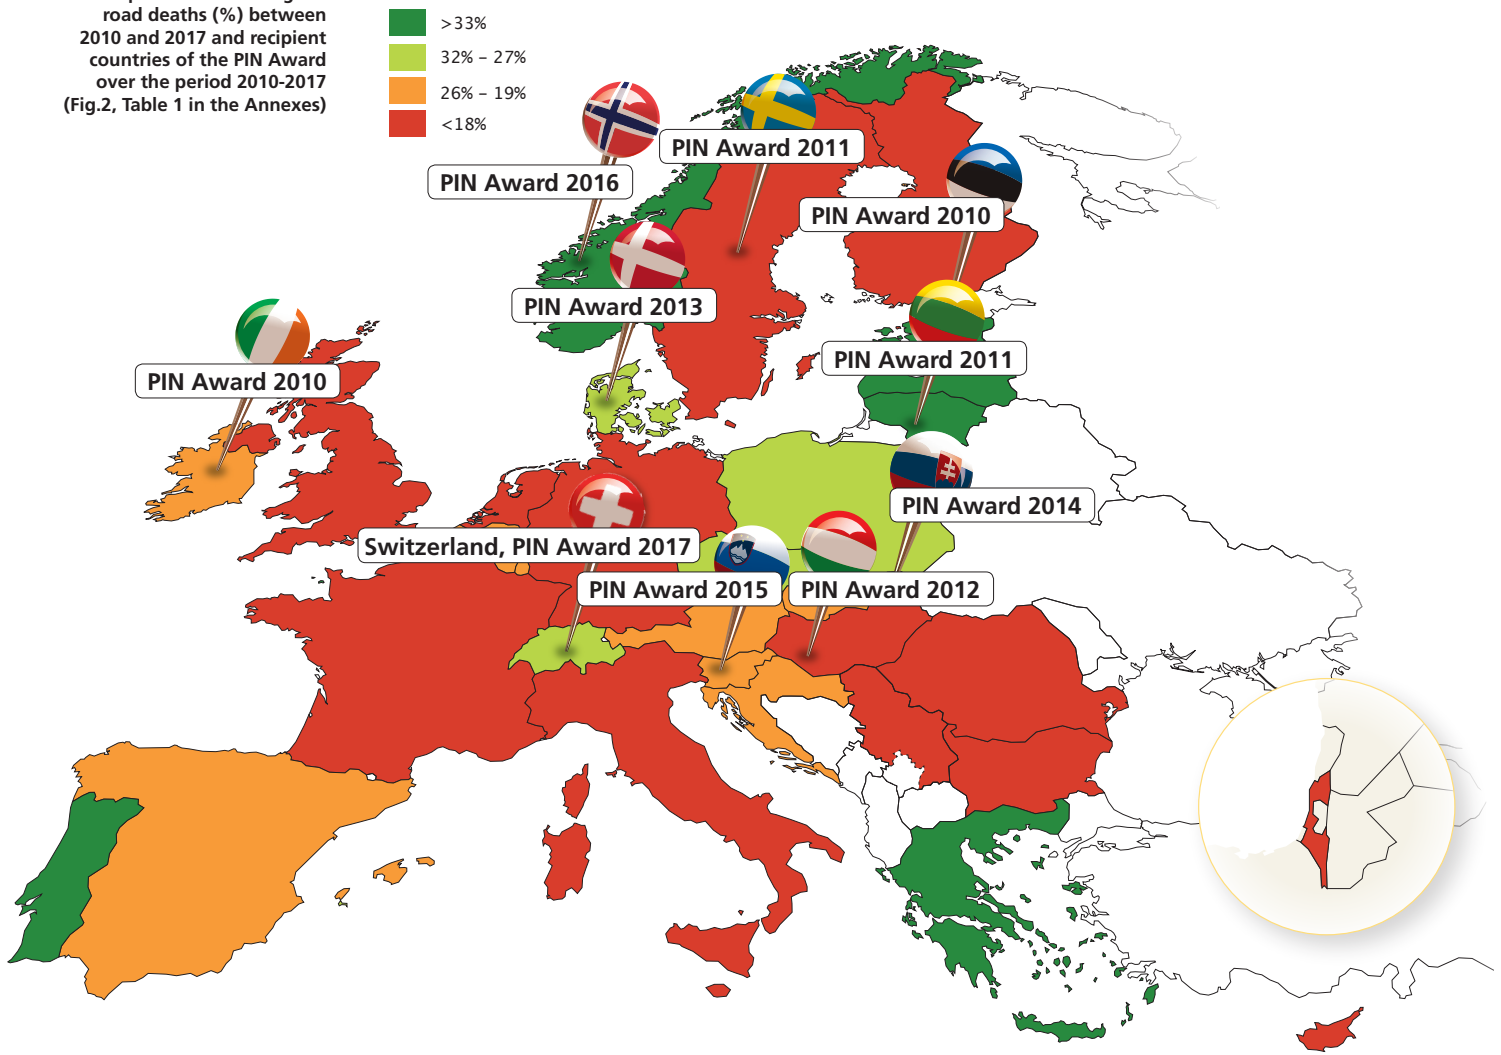 road deaths (%) between
2010 and 2017 and recipient
countries of the PIN Award
over the period 2010-2017
(Fig.2, Table 1 in the Annexes)
>33%
32% – 27%
26% – 19%
<18%
PIN Award 2011
PIN Award 2016
PIN Award 2010
PIN Award 2013
PIN Award 2011
PIN Award 2010
PIN Award 2014
Switzerland, PIN Award 2017
PIN Award 2015
PIN Award 2012